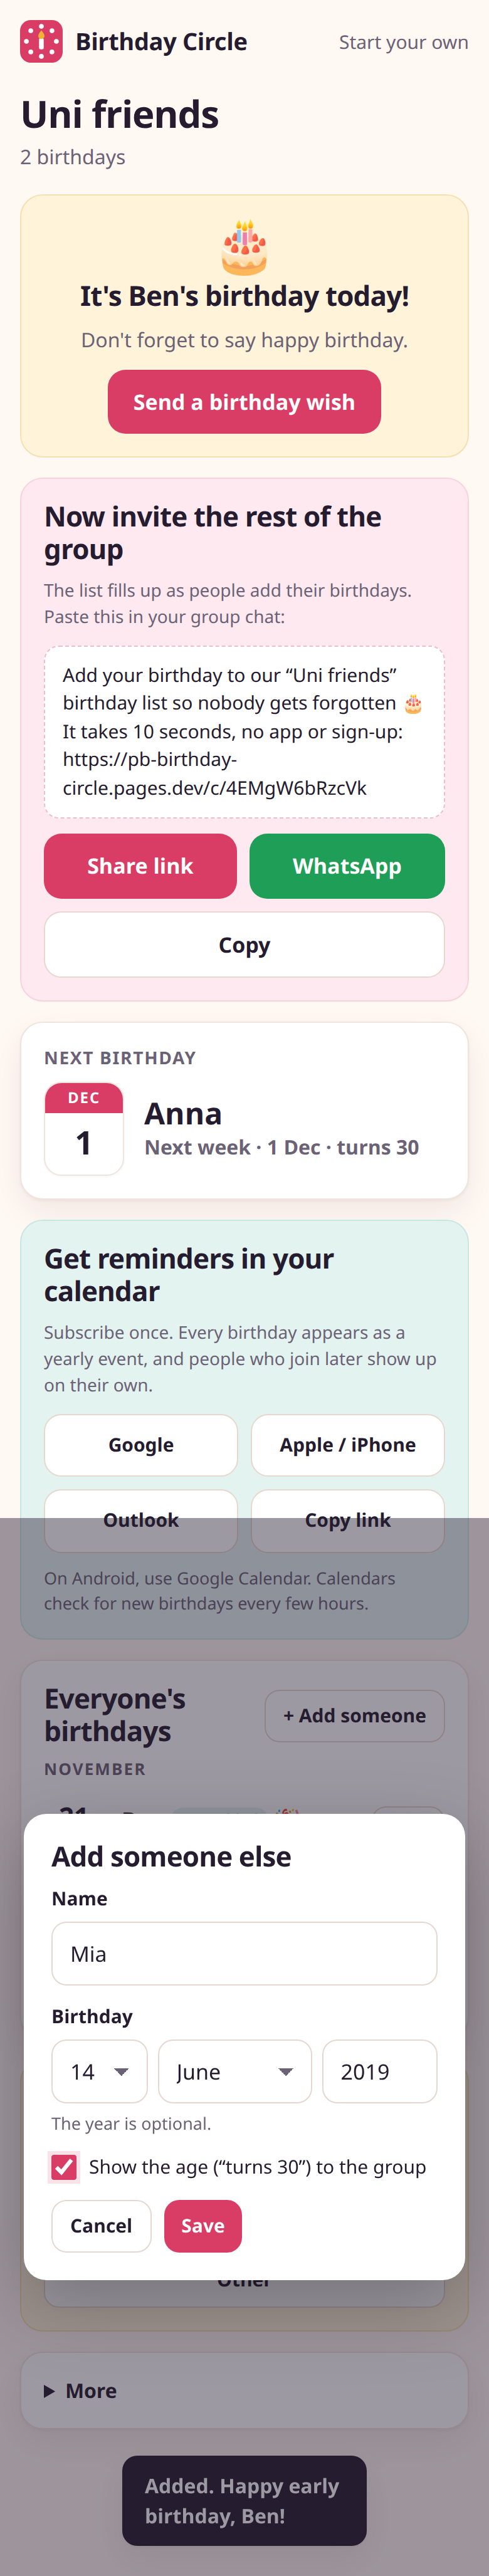 Birthday Circle
Start your own
Uni friends
2 birthdays
It's Ben's birthday today!
Don't forget to say happy birthday.
Send a birthday wish
Now invite the rest of the
group
The list fills up as people add their birthdays.
Paste this in your group chat:
Add your birthday to our “Uni friends”
birthday list so nobody gets forgotten 🎂
It takes 10 seconds, no app or sign-up:
https://pb-birthday-
circle.pages.dev/c/4EMgW6bRzcVk
Share link
WhatsApp
Copy
NEXT BIRTHDAY
DEC
1
Anna
Next week · 1 Dec · turns 30
Get reminders in your
calendar
Subscribe once. Every birthday appears as a
yearly event, and people who join later show up
on their own.
Google
Apple / iPhone
Outlook
Copy link
On Android, use Google Calendar. Calendars
check for new birthdays every few hours.
Everyone's
birthdays
+ Add someone
NOVEMBER
Add someone else
Name
Mia
Birthday
14
June
2019
The year is optional.
Show the age (“turns 30”) to the group
Cancel
Save
Other
More
Added. Happy early
birthday, Ben!